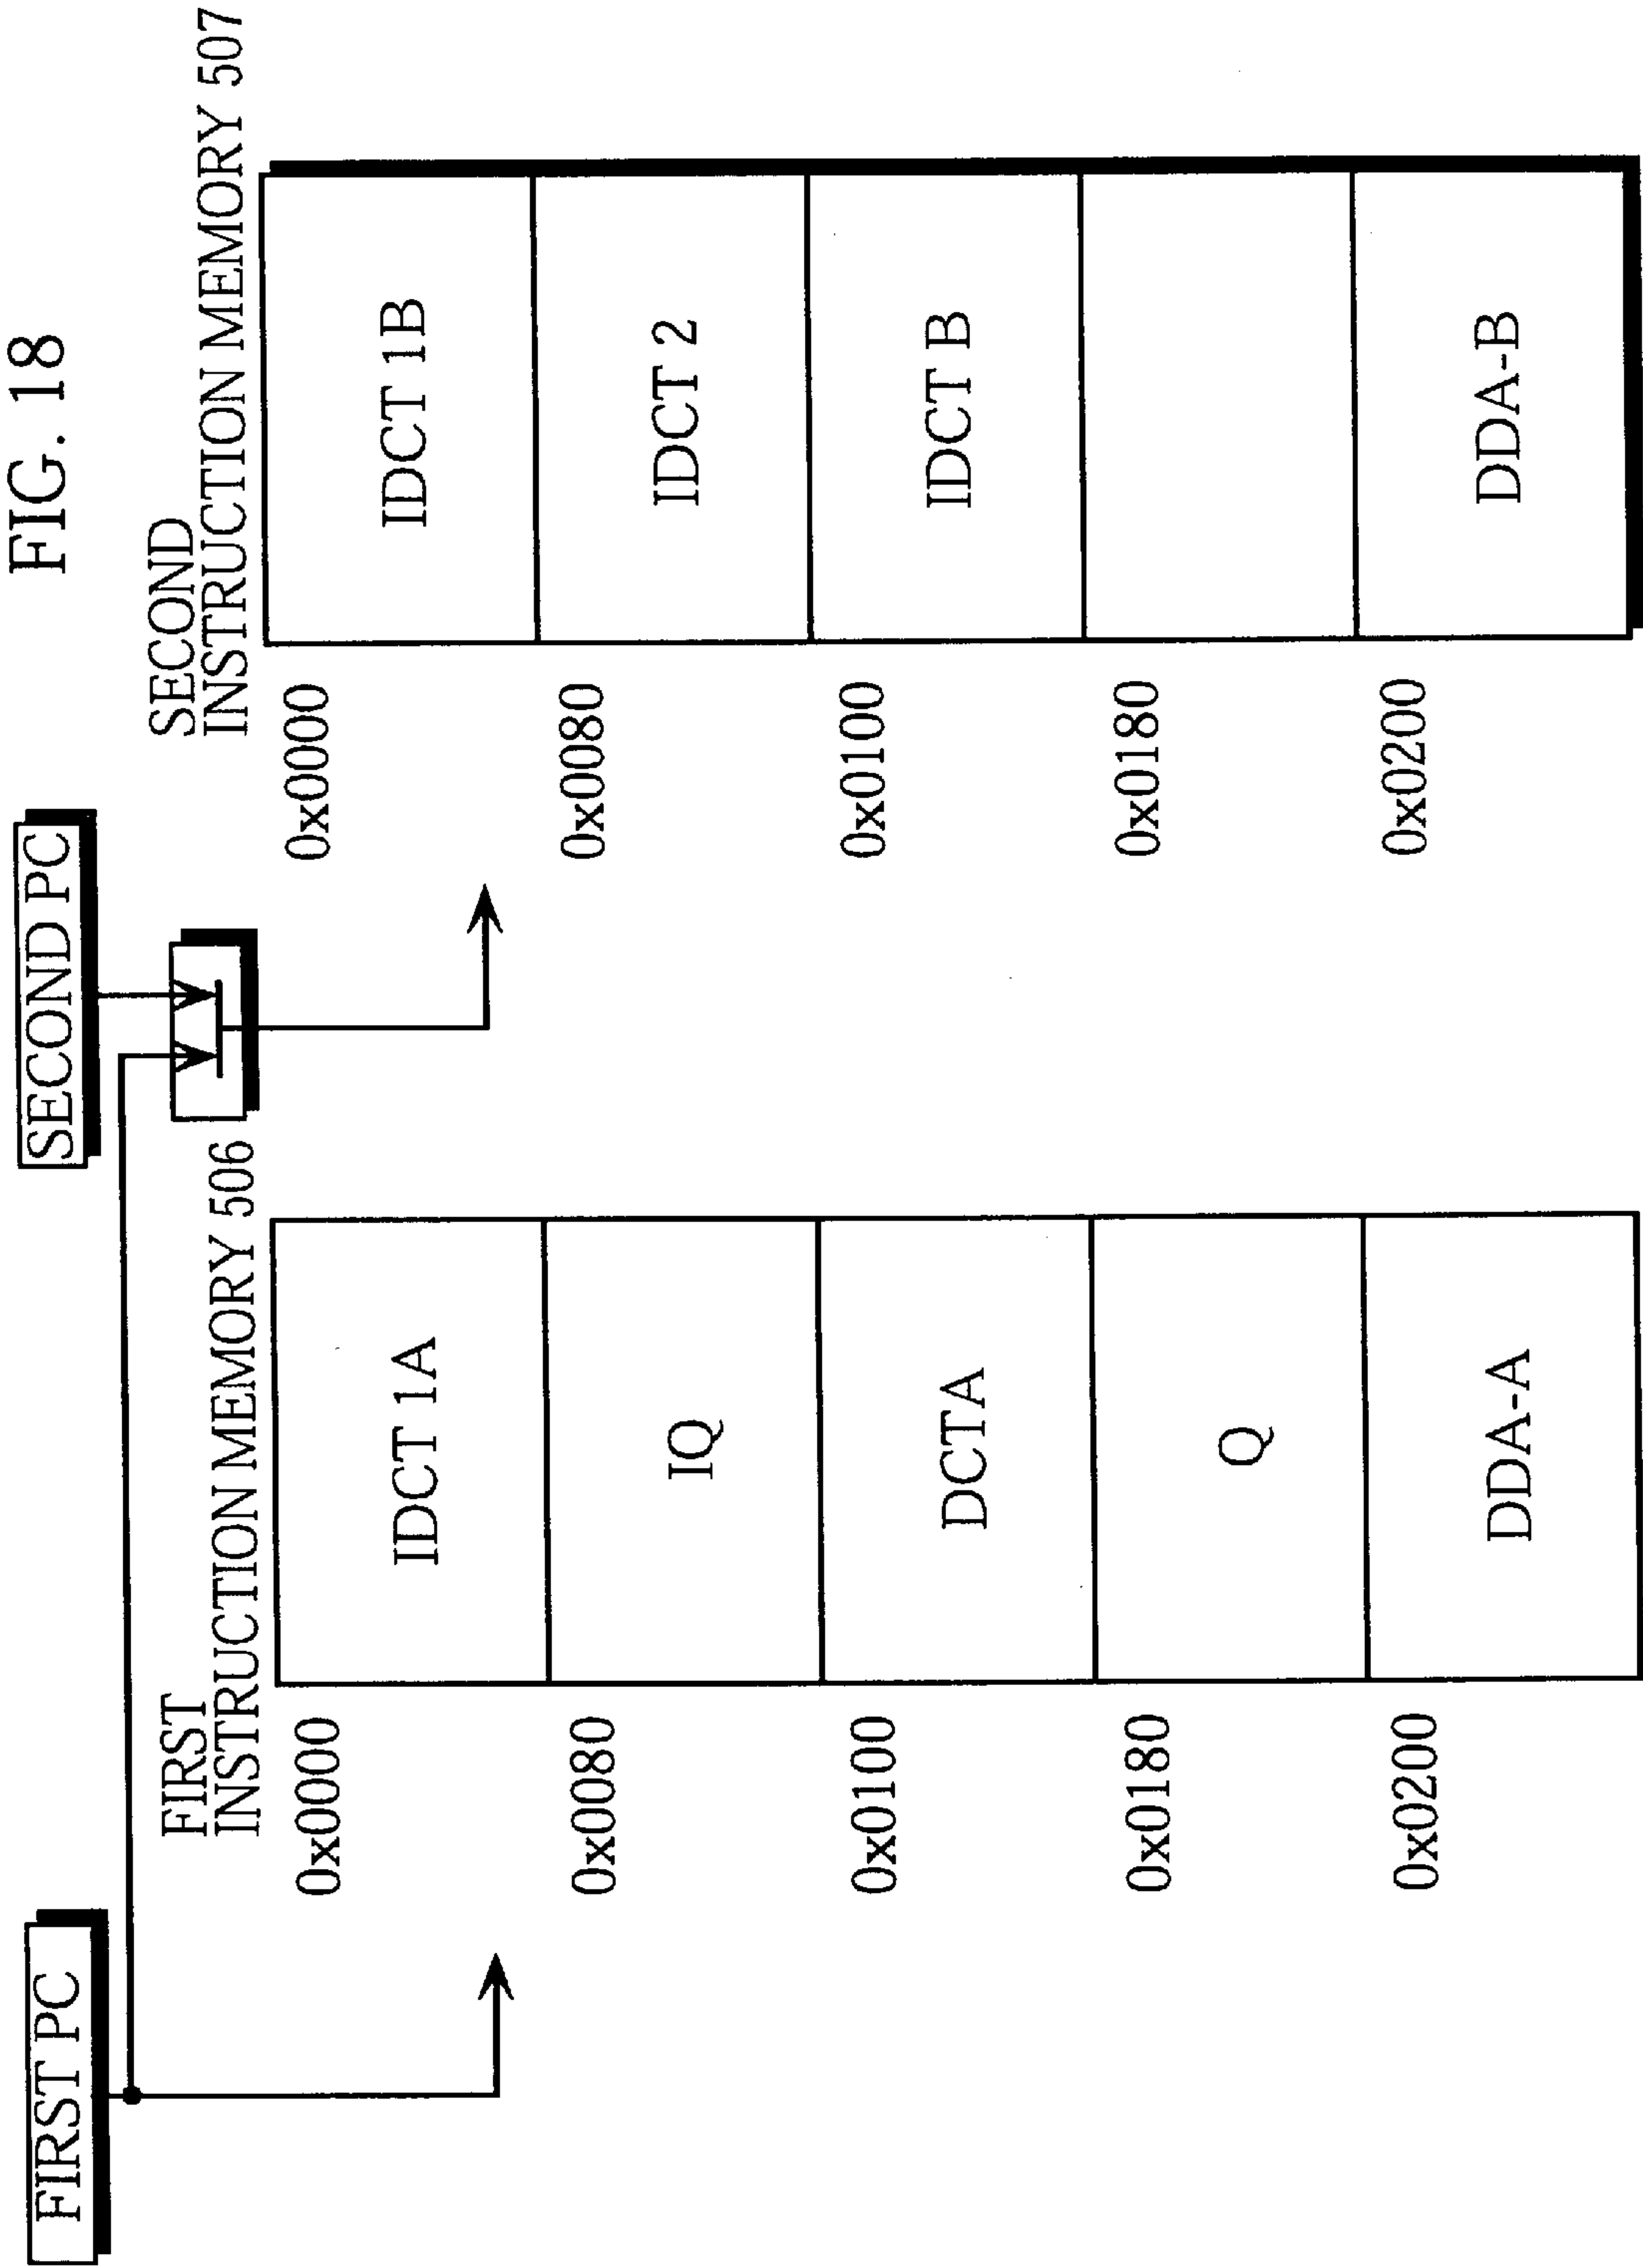 FIG. 18
FIRST PC
SECOND PC
FIRST
INSTRUCTION MEMORY 506
0x0000
IDCT 1A
0x0080
IQ
0x0100
DCTA
0x0180
Q
0x0200
DDA-A
SECOND
INSTRUCTION MEMORY 507
0x0000
IDCT 1B
0x0080
IDCT 2
0x0100
IDCT B
0x0180
0x0200
DDA-B